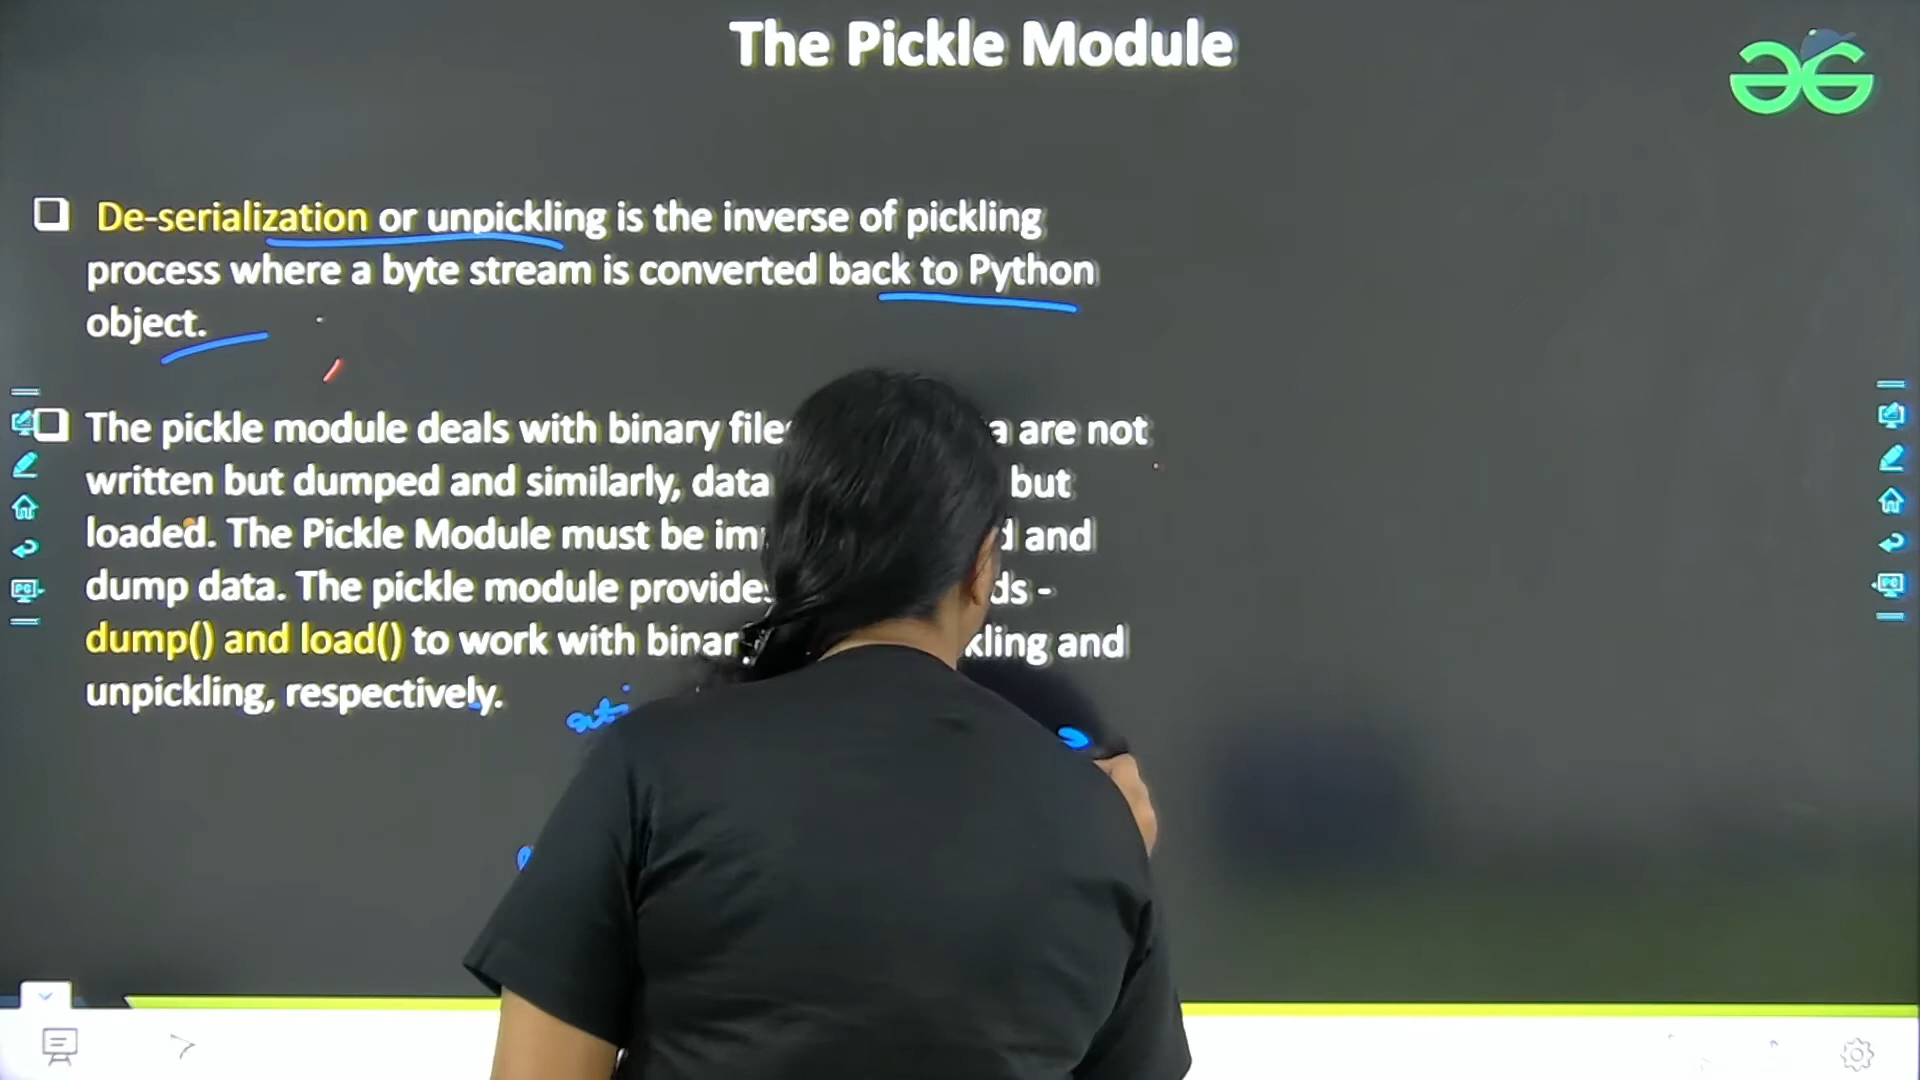 The Pickle Module
De-serialization or unpickling is the inverse of pickling
process where a byte stream is converted back to Python
object.
The pickle module deals with binary are not
written but dumped and similarly, data but
loaded. The Pickle Module must be and
dump data. The pickle module -
dump() and load() to work with and
unpickling, respectively.
PC
PC